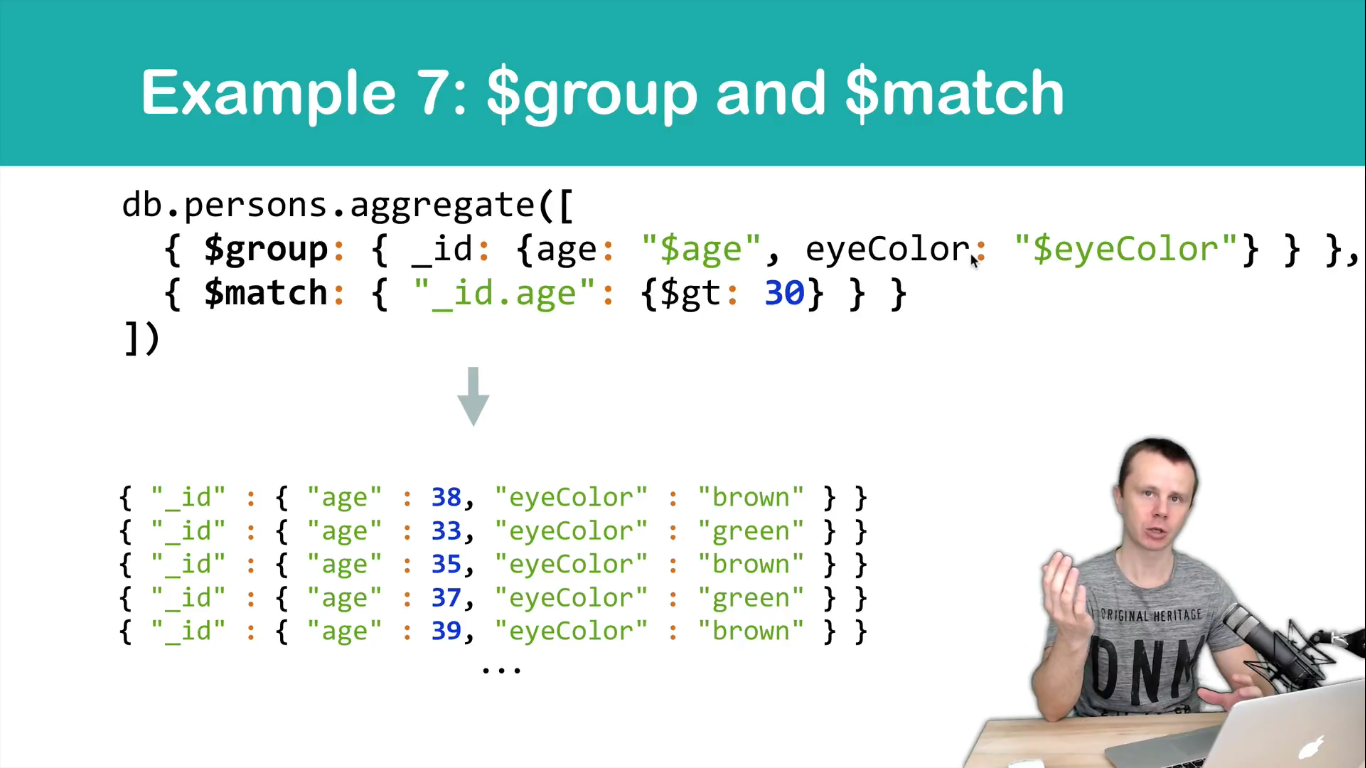 Example 7: $group and $match
db.persons.aggregate([
{ $group: { _id: {age: "$age", eyeColor: "$eyeColor"} } },
{ $match: { "_id.age": {$gt: 30} } }
])
{ "_id" : { "age" : 38, "eyeColor" : "brown" } }
{ "_id" : { "age" : 33, "eyeColor" : "green" } }
{ "_id" : { "age" : 35, "eyeColor" : "brown" } }
{ "_id" : { "age" : 37, "eyeColor" : "green" } }
{ "_id" : { "age" : 39, "eyeColor" : "brown" } }
...
ORIGINAL HERITAGE
DNM